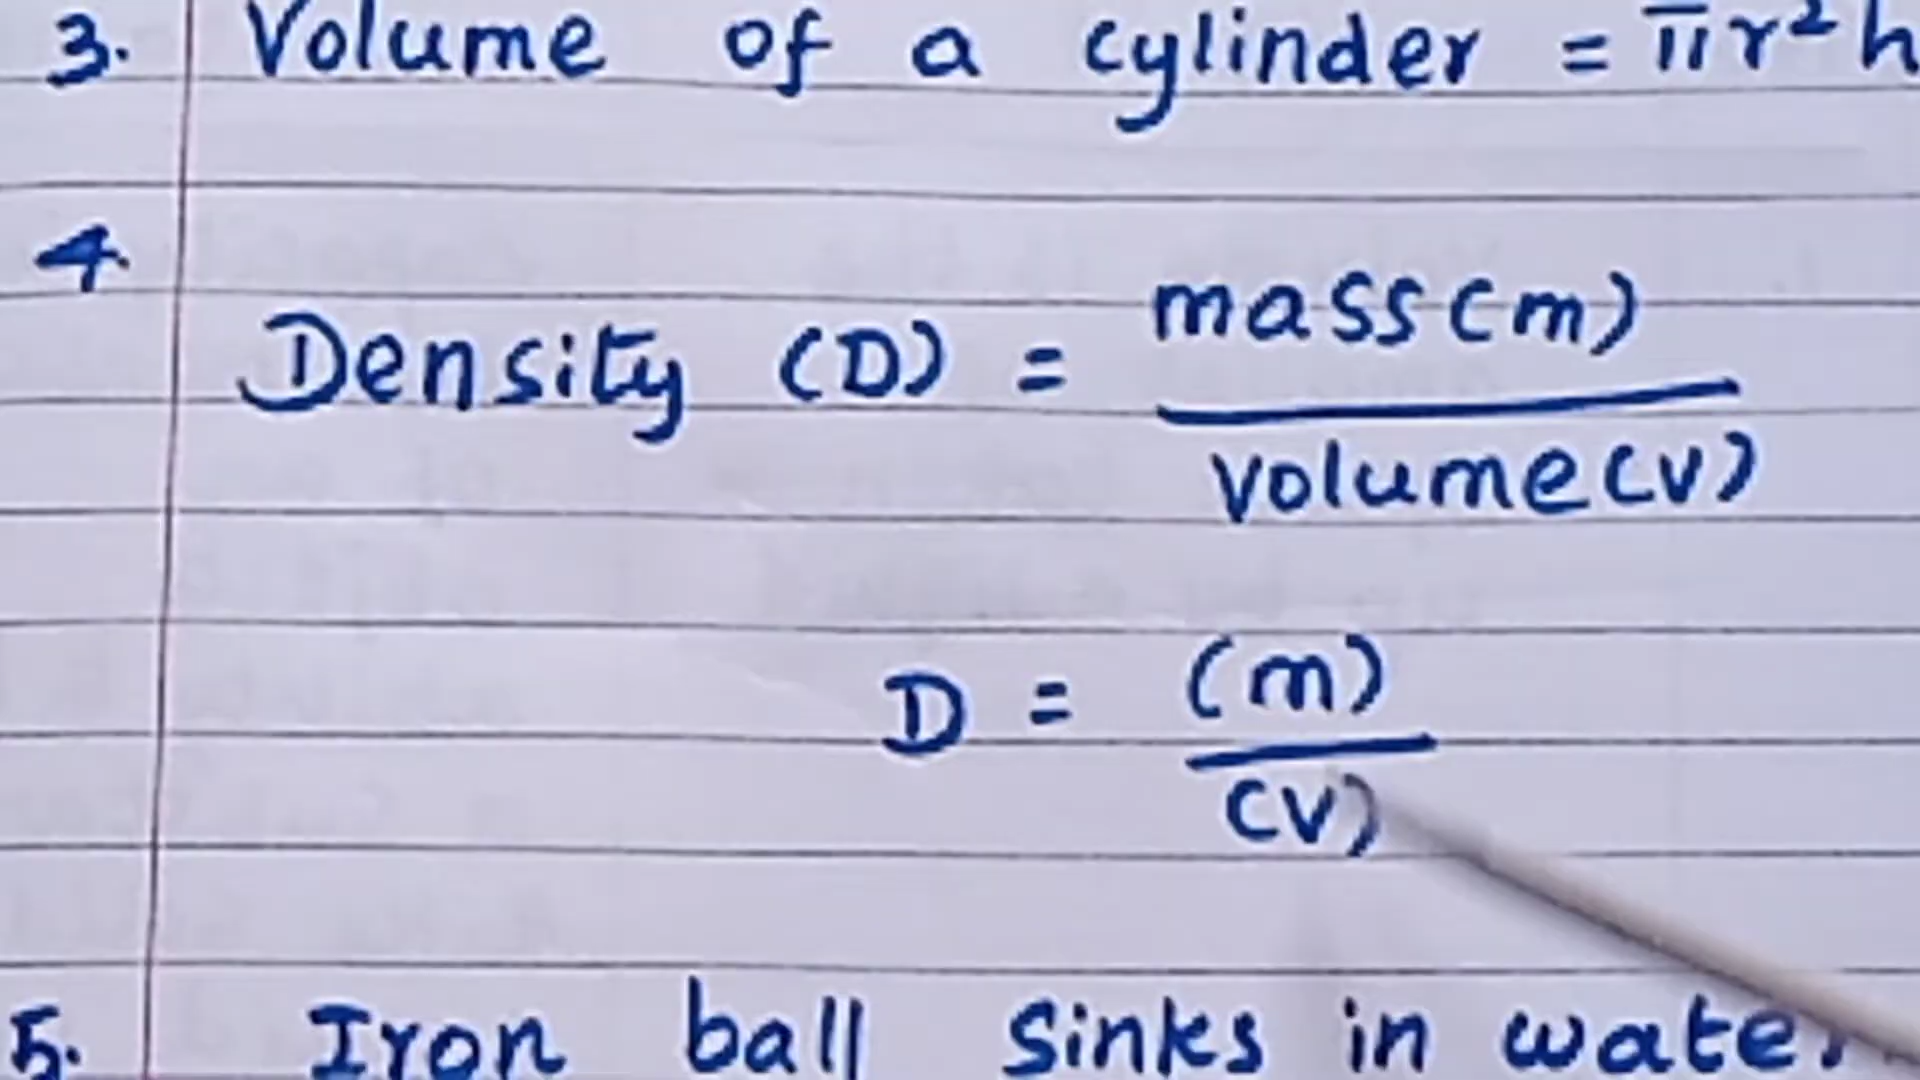 3. Volume of a cylinder = πr²h
4.
mass(m)
Density (D) =
volume(v)
(m)
D =
(v)
5. Iron ball sinks in water